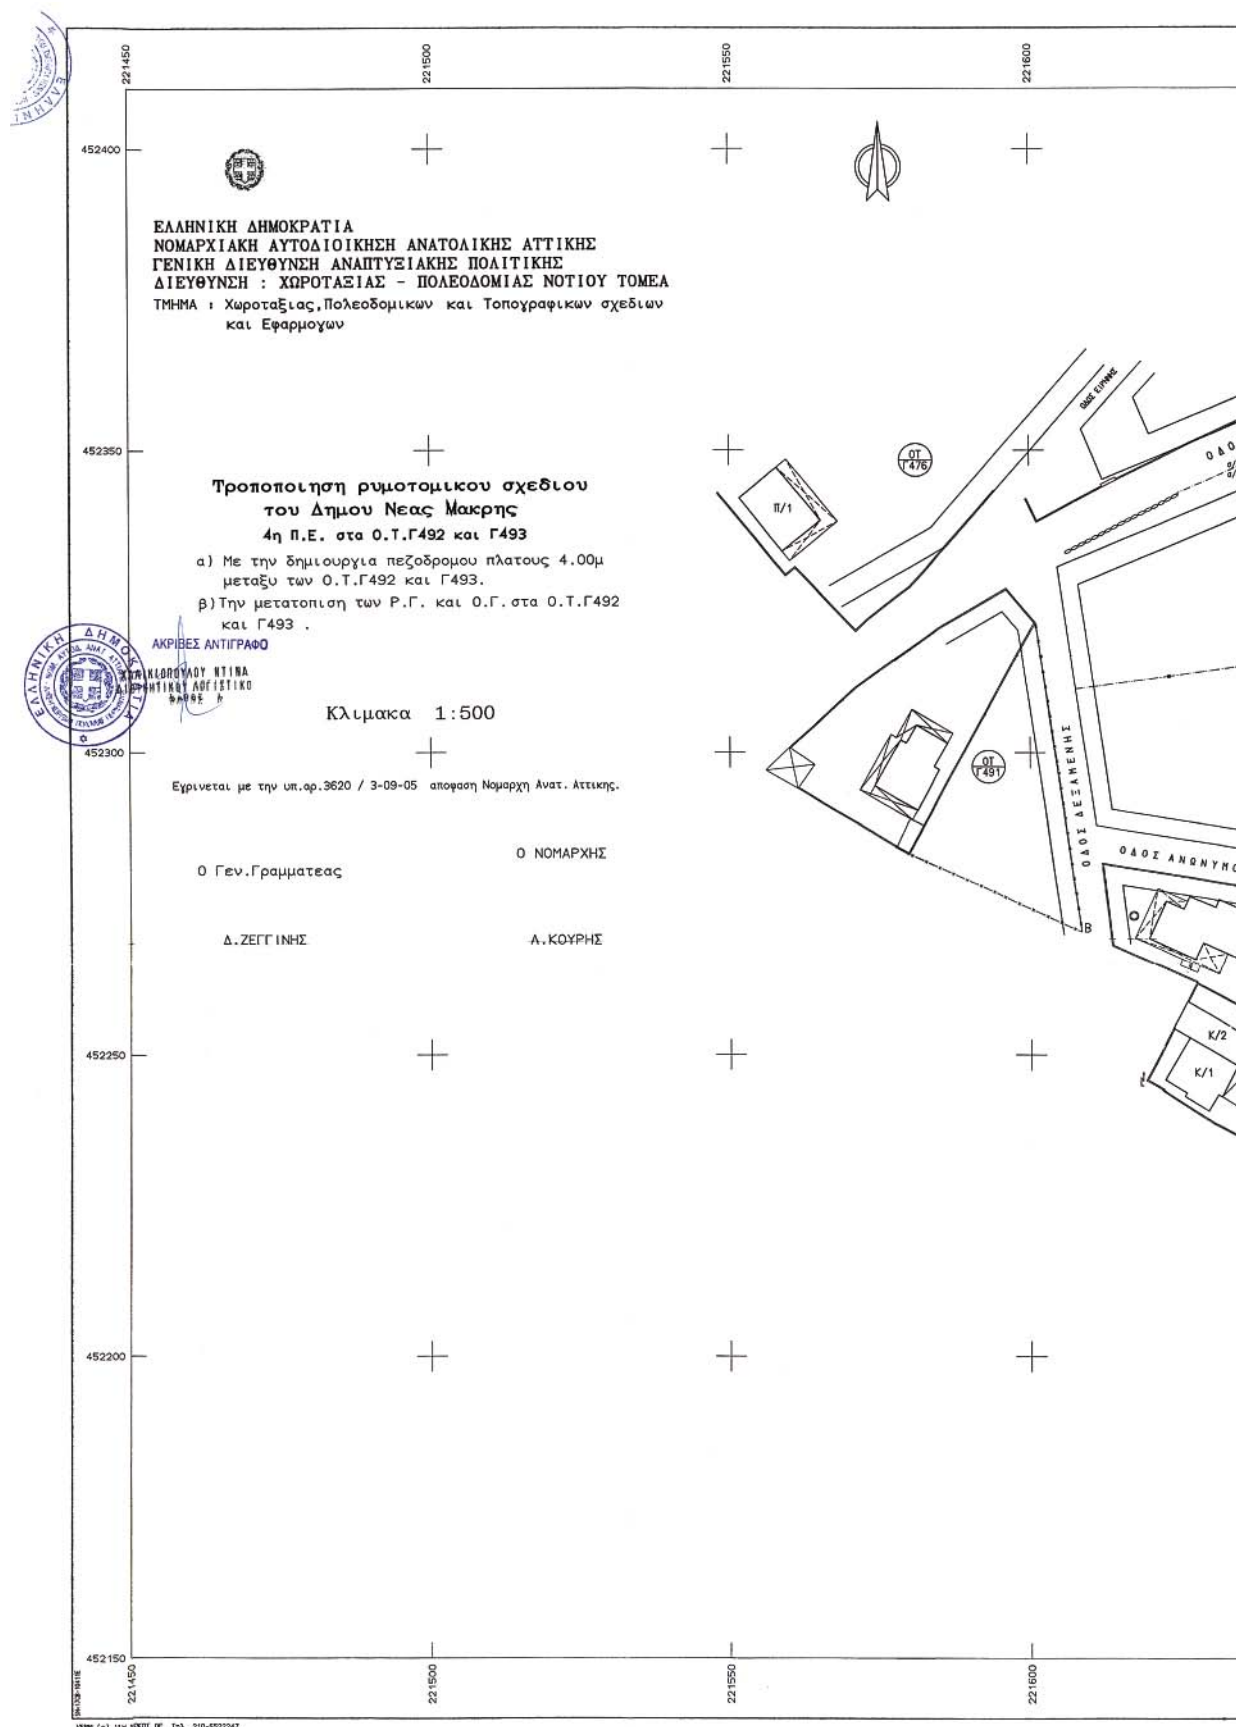 221450
221500
221550
221600
452400
ΕΛΛΗΝΙΚΗ ΔΗΜΟΚΡΑΤΙΑ
ΝΟΜΑΡΧΙΑΚΗ ΑΥΤΟΔΙΟΙΚΗΣΗ ΑΝΑΤΟΛΙΚΗΣ ΑΤΤΙΚΗΣ
ΓΕΝΙΚΗ ΔΙΕΥΘΥΝΣΗ ΑΝΑΠΤΥΞΙΑΚΗΣ ΠΟΛΙΤΙΚΗΣ
ΔΙΕΥΘΥΝΣΗ : ΧΩΡΟΤΑΞΙΑΣ - ΠΟΛΕΟΔΟΜΙΑΣ ΝΟΤΙΟΥ ΤΟΜΕΑ
ΤΜΗΜΑ : Χωροταξιας,Πολεοδομικων και Τοπογραφικων σχεδιων
και Εφαρμογων
ΟΔΟΣ ΕΙΡΗΝΗΣ
452350
ΟΤ
Γ476
ΟΔΟ
Τροποποιηση ρυμοτομικου σχεδιου
του Δημου Νεας Μακρης
4η Π.Ε. στα Ο.Τ.Γ492 και Γ493
Π/1
α) Με την δημιουργια πεζοδρομου πλατους 4.00μ
μεταξυ των Ο.Τ.Γ492 και Γ493.
β)Την μετατοπιση των Ρ.Γ. και Ο.Γ.στα Ο.Τ.Γ492
και Γ493 .
ΕΛΛΗΝΙΚΗ ΔΗΜΟΚΡΑΤΙΑ
ΑΚΡΙΒΕΣ ΑΝΤΙΓΡΑΦΟ
ΝΤΙΝΑ
Κλιμακα 1:500
452300
ΟΤ
Γ491
ΟΔΟΣ ΔΕΞΑΜΕΝΗΣ
Εγρινεται με την υπ.αρ.3620 / 3-09-05 αποφαση Νομαρχη Ανατ. Αττικης.
Ο ΝΟΜΑΡΧΗΣ
Ο Γεν.Γραμματεας
ΟΔΟΣ ΑΝΩΝΥΜΟ
Δ.ΖΕΓΓΙΝΗΣ
Λ.ΚΟΥΡΗΣ
Β
Κ/2
Κ/1
452250
452200
452150
221450
221500
221550
221600